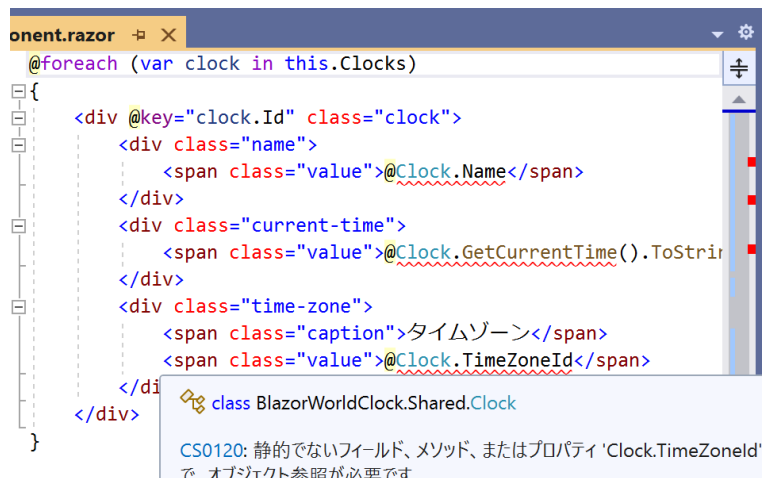 onent.razor
@foreach (var clock in this.Clocks)
{
<div @key="clock.Id" class="clock">
<div class="name">
<span class="value">@Clock.Name</span>
</div>
<div class="current-time">
<span class="value">@Clock.GetCurrentTime().ToStrin
</div>
<div class="time-zone">
<span class="caption">タイムゾーン</span>
<span class="value">@Clock.TimeZoneId</span>
</di
class BlazorWorldClock.Shared.Clock
</div>
CS0120: 静的でないフィールド、メソッド、またはプロパティ 'Clock.TimeZoneId'
}
で、オブジェクト参照が必要です